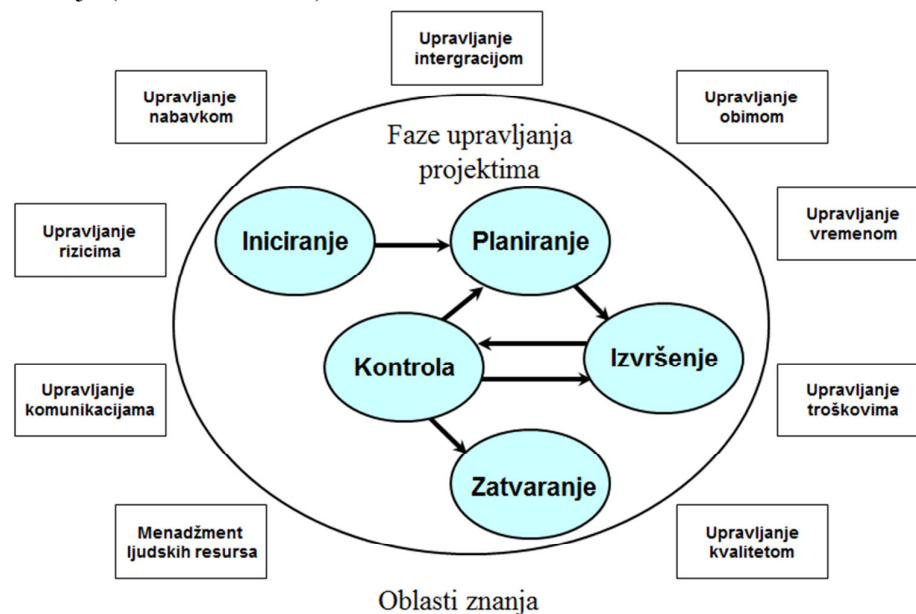 Upravljanje
intergracijom
Upravljanje
nabavkom
Upravljanje
obimom
Faze upravljanja
projektima
Upravljanje
rizicima
Iniciranje
Planiranje
Upravljanje
vremenom
Kontrola
Izvršenje
Upravljanje
komunikacijama
Upravljanje
troškovima
Zatvaranje
Menadžment
ljudskih resursa
Upravljanje
kvalitetom
Oblasti znanja